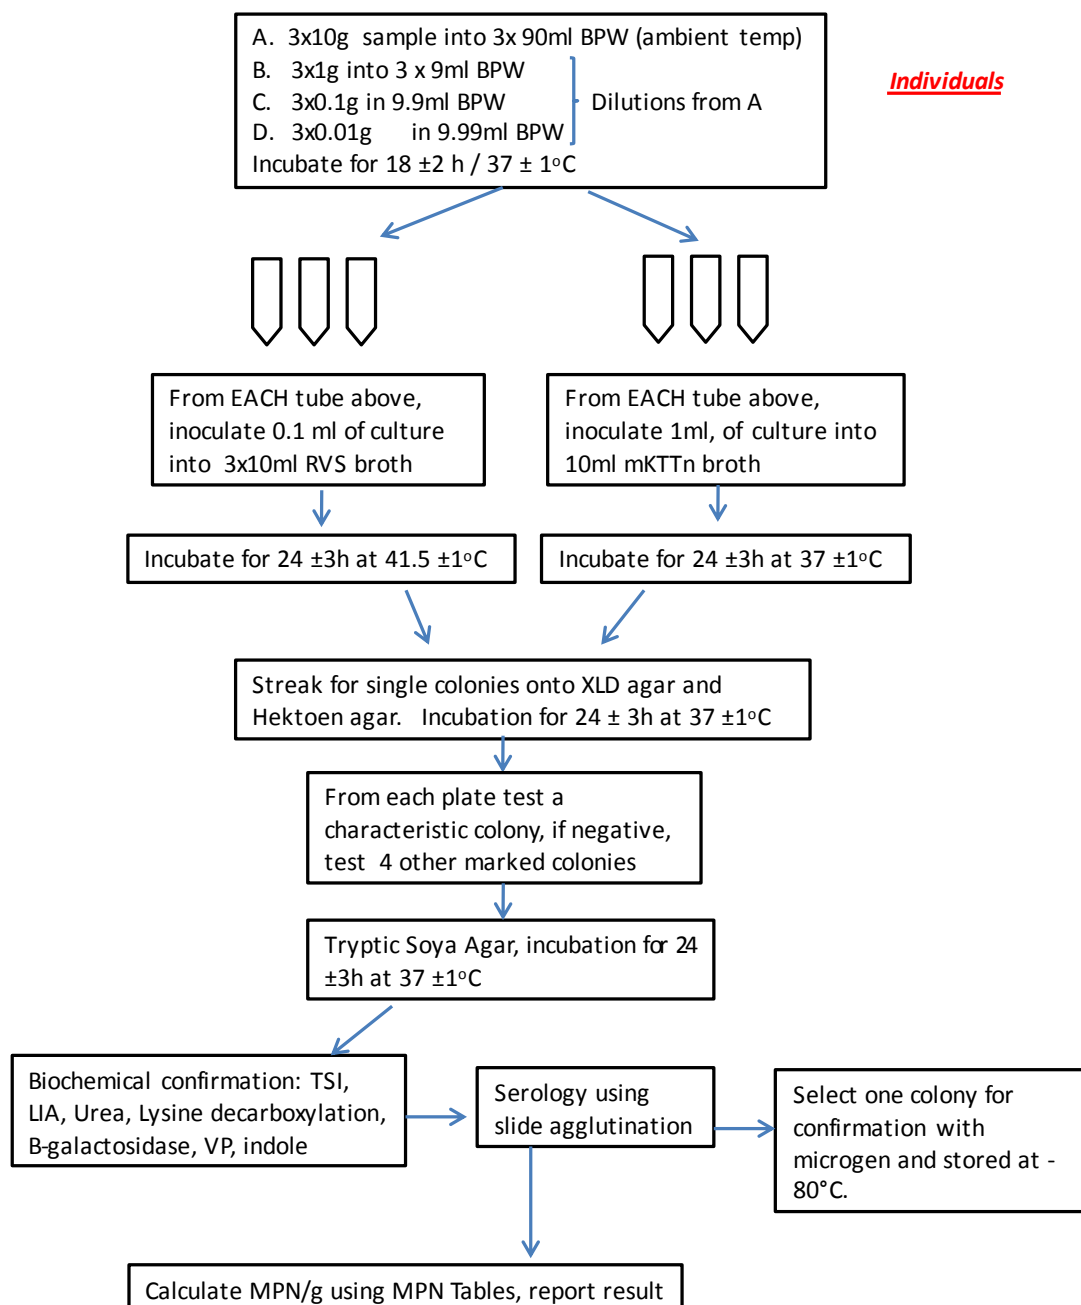 A. 3x10g sample into 3x 90ml BPW (ambient temp)
B. 3x1g into 3 x 9ml BPW
C. 3x0.1g in 9.9ml BPW
D. 3x0.01g in 9.99ml BPW
Dilutions from A
Incubate for 18 ±2 h / 37 ± 1°C
Individuals
From EACH tube above,
inoculate 0.1 ml of culture
into 3x10ml RVS broth
From EACH tube above,
inoculate 1ml, of culture into
10ml mKTTn broth
Incubate for 24 ±3h at 41.5 ±1°C
Incubate for 24 ±3h at 37 ±1°C
Streak for single colonies onto XLD agar and
Hektoen agar. Incubation for 24 ± 3h at 37 ±1°C
From each plate test a
characteristic colony, if negative,
test 4 other marked colonies
Tryptic Soya Agar, incubation for 24
±3h at 37 ±1°C
Biochemical confirmation: TSI,
LIA, Urea, Lysine decarboxylation,
B-galactosidase, VP, indole
Serology using
slide agglutination
Select one colony for
confirmation with
microgen and stored at -
80°C.
Calculate MPN/g using MPN Tables, report result